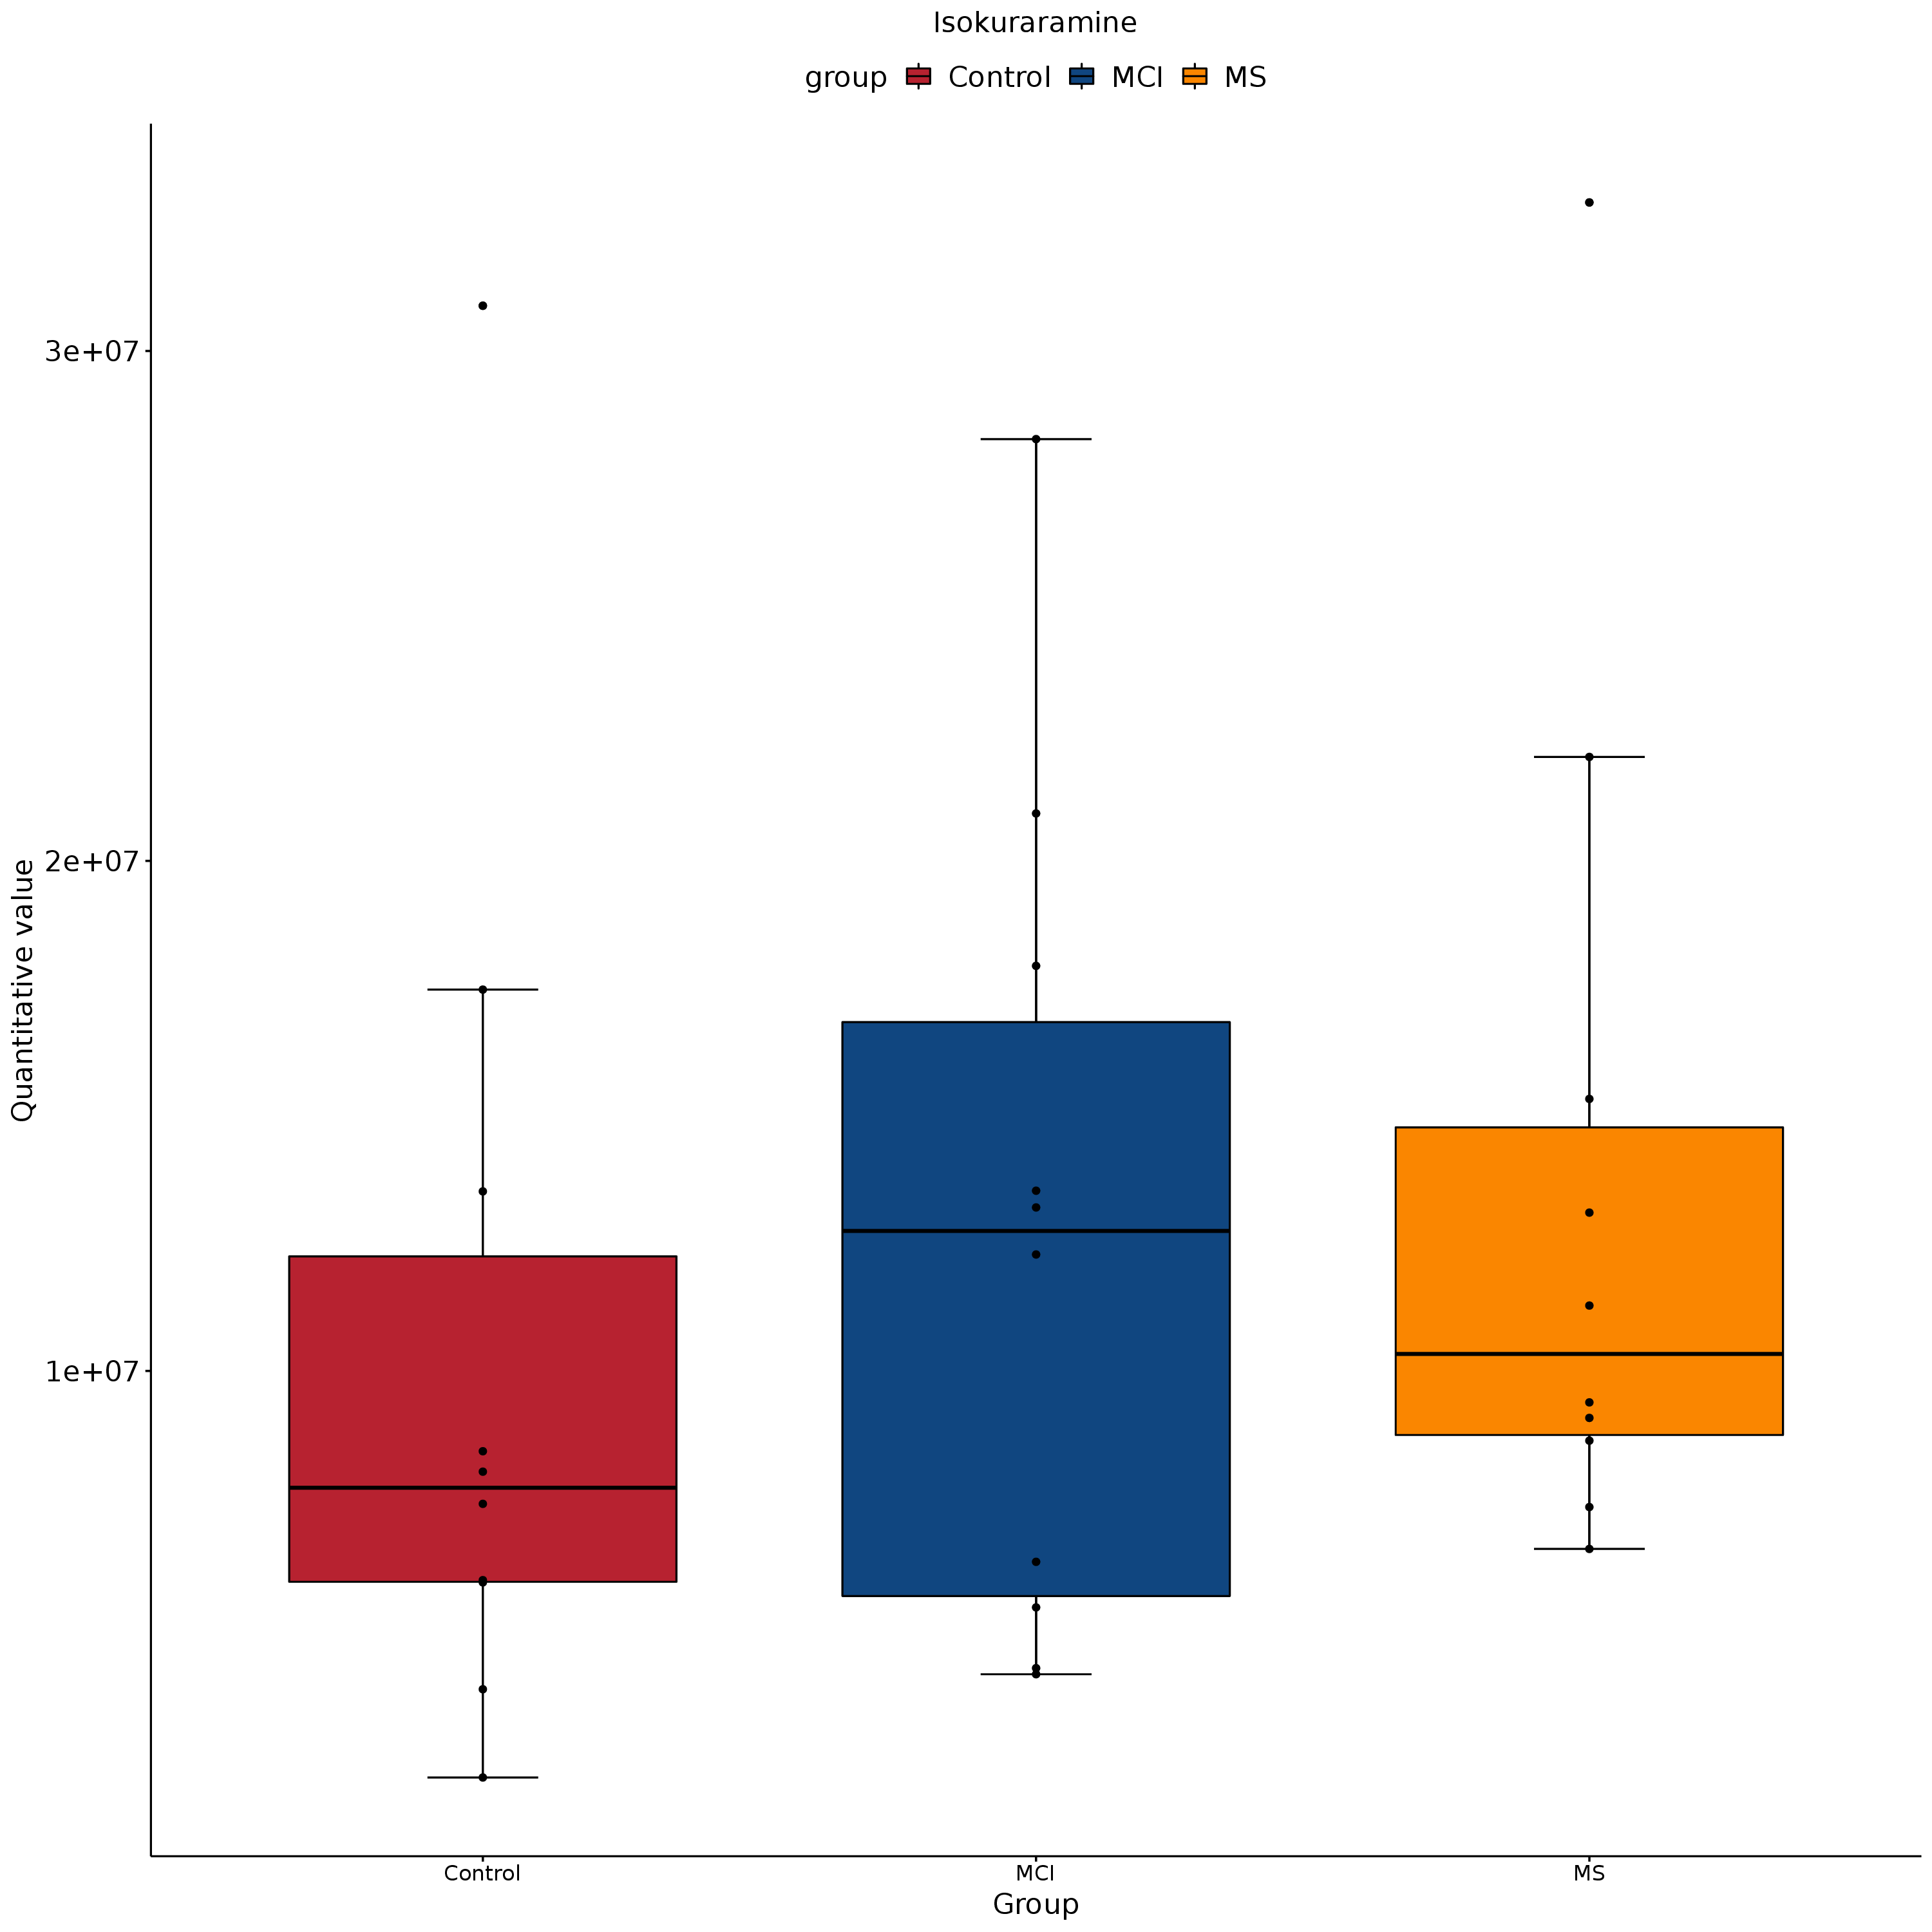 Isokuraramine
group Control MCI MS
Quantitative value
3e+07
2e+07
1e+07
Control MCI MS
Group